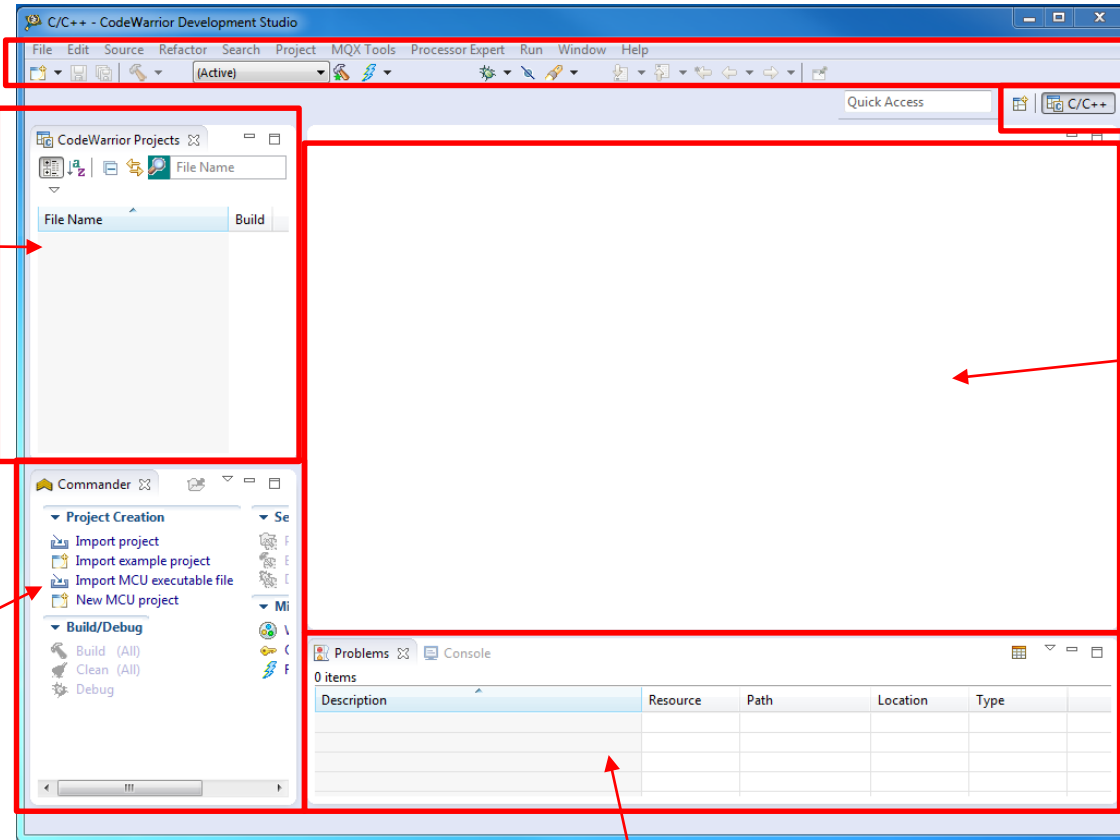 C/C++ - CodeWarrior Development Studio
File Edit Source Refactor Search Project MQX Tools Processor Expert Run Window Help
(Active)
Quick Access
C/C++
CodeWarrior Projects
File Name
File Name Build
Commander
Project Creation
Import project
Import example project
Import MCU executable file
New MCU project
Build/Debug
Build (All)
Clean (All)
Debug
Se
Mi
Problems Console
0 items
Description Resource Path Location Type